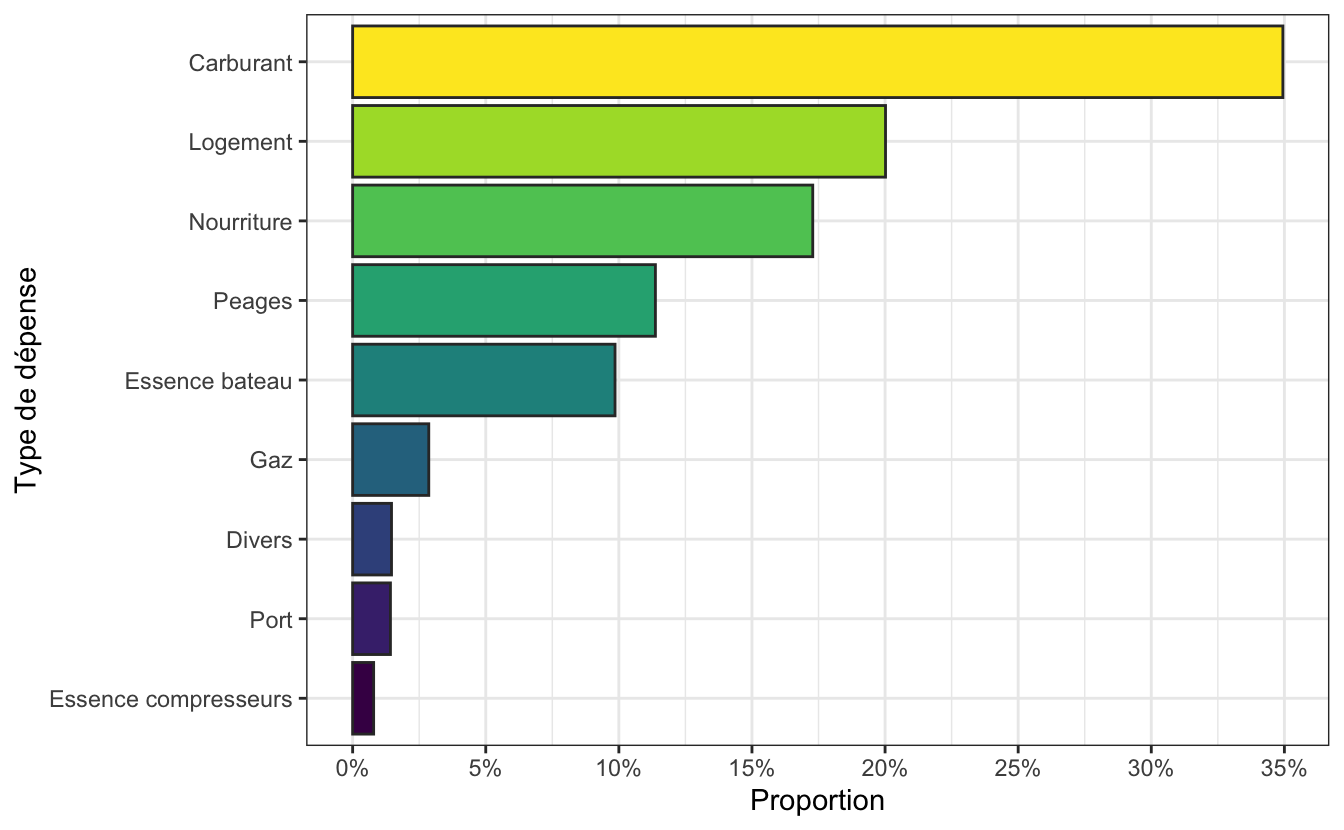 Carburant
Logement
Nourriture
Peages
Essence bateau
Gaz
Divers
Port
Essence compresseurs
Type de dépense
0% 5% 10% 15% 20% 25% 30% 35%
Proportion